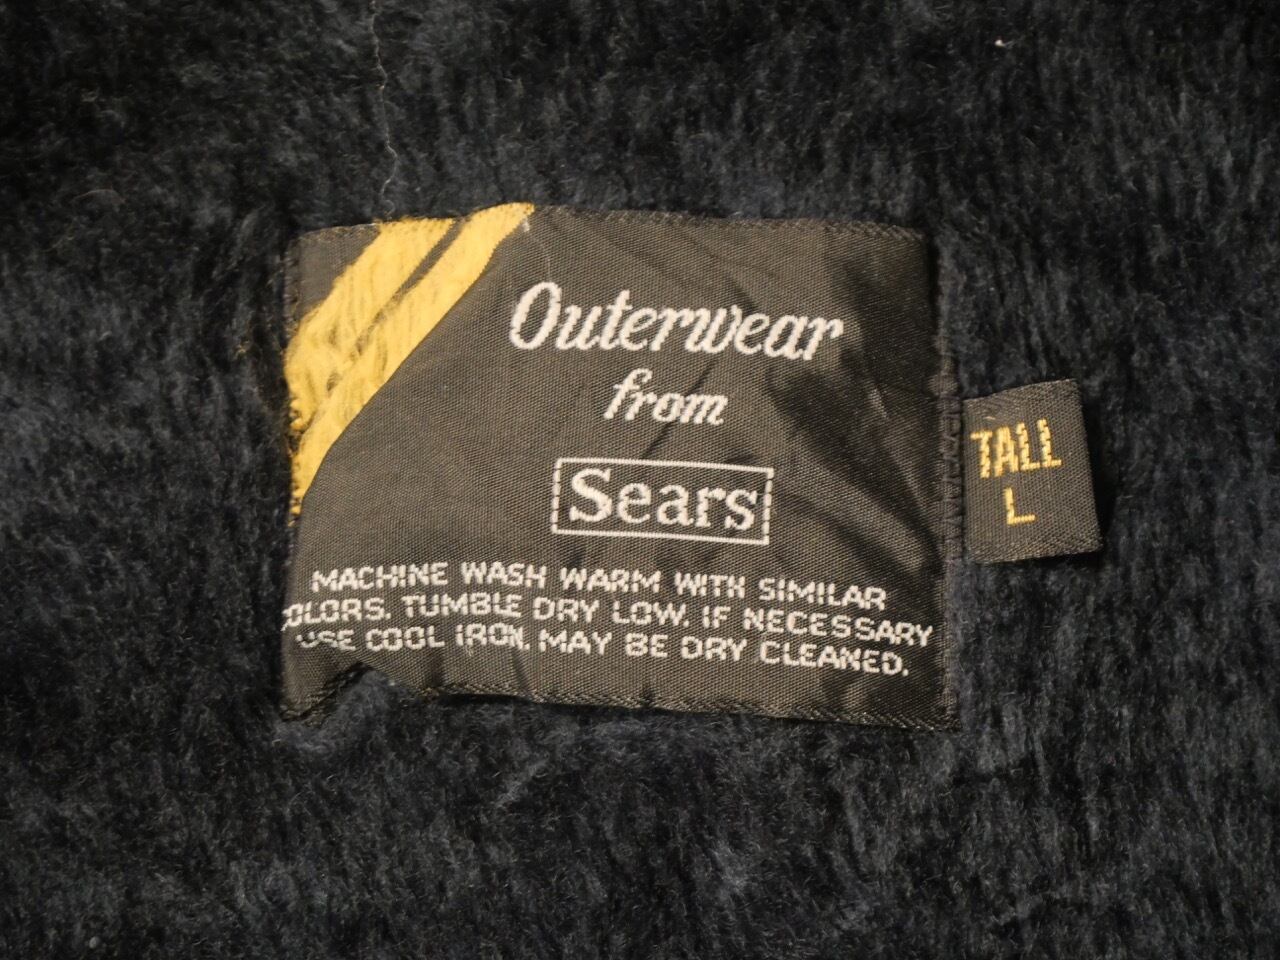 Outerwear
from
Sears
MACHINE WASH WARM WITH SIMILAR
COLORS. TUMBLE DRY LOW. IF NECESSARY
USE COOL IRON. MAY BE DRY CLEANED.
TALL
L